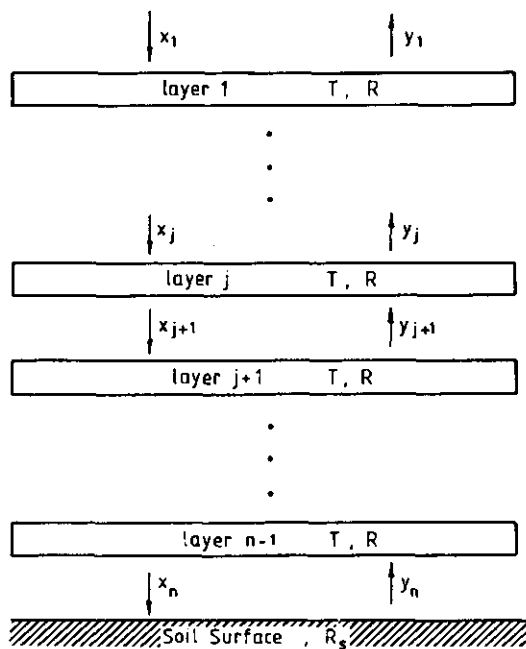 x1 y1
layer 1 T , R
xj yj
layer j T , R
xj+1 yj+1
layer j+1 T , R
layer n-1 T , R
xn yn
Soil Surface , Rs